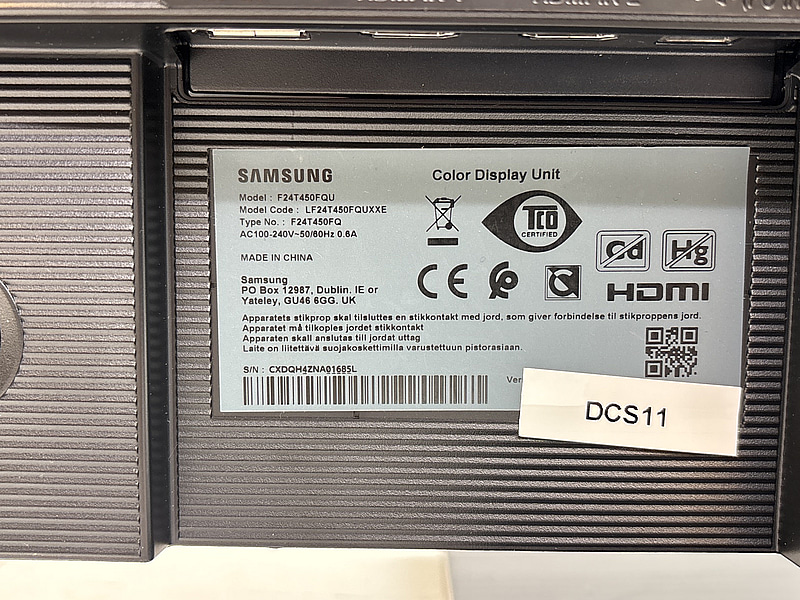 SAMSUNG
Color Display Unit
Model : F24T450FQU
Model Code : LF24T450FQUXXE
Type No. : F24T450FQ
AC100-240V~50/60Hz 0.6A
TCO
CERTIFIED
Cd
Hg
MADE IN CHINA
CE
HDMI
Samsung
PO Box 12987, Dublin. IE or
Yateley, GU46 6GG. UK
Apparatets stikprop skal tilsluttes en stikkontakt med jord, som giver forbindelse til stikproppens jord.
Apparatet må tilkoples jordet stikkontakt
Apparaten skall anslutas till jordat uttag
Laite on liitettävä suojakoskettimilla varustettuun pistorasiaan.
S/N : CXDQH4ZNA01685L
DCS11